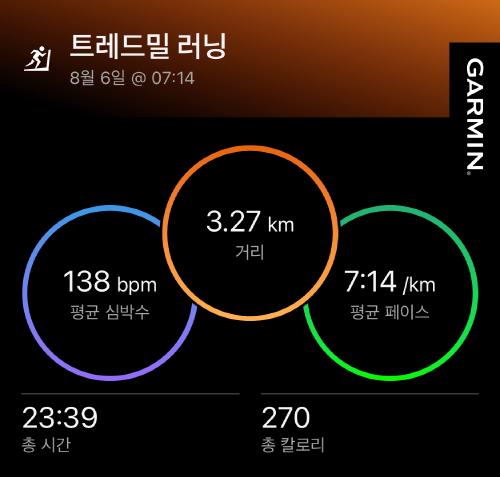 트레드밀 러닝
8월 6일 @ 07:14
GARMIN
3.27 km
거리
138 bpm
평균 심박수
7:14 /km
평균 페이스
23:39
총 시간
270
총 칼로리